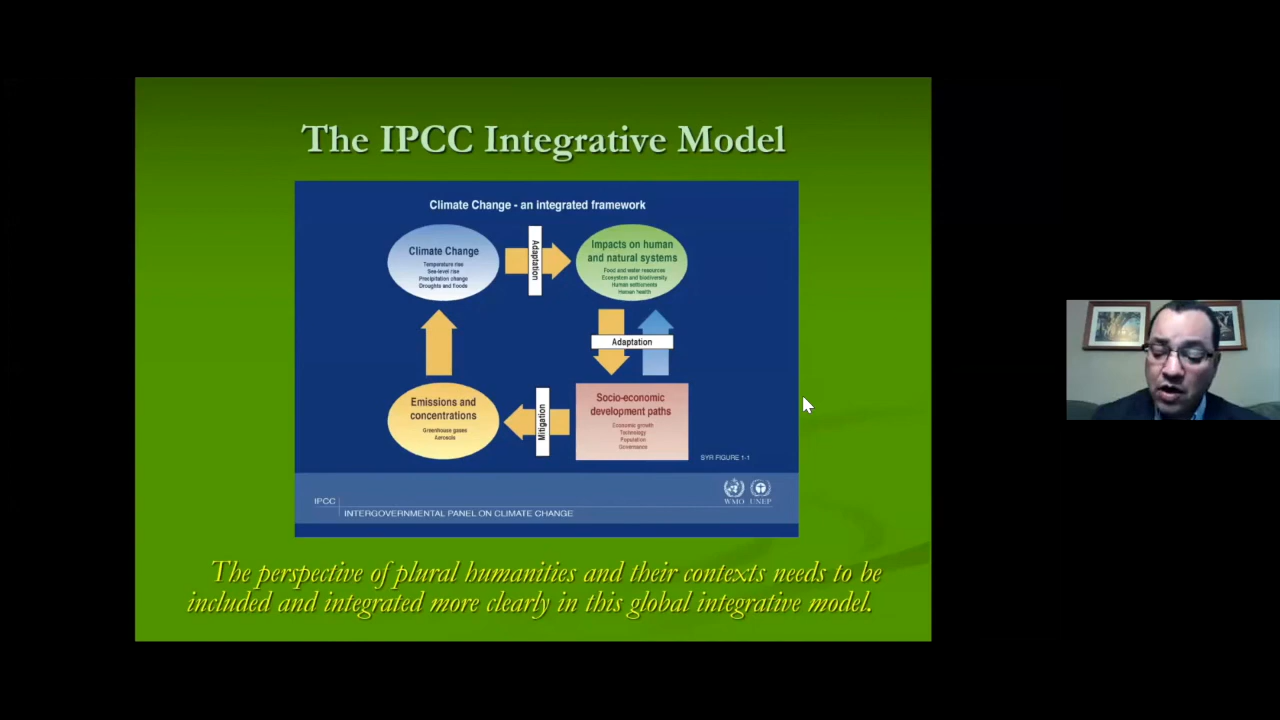 The IPCC Integrative Model
Climate Change - an integrated framework
Climate Change
Temperature rise
Sea-level rise
Precipitation change
Droughts and floods
Adaptation
Impacts on human
and natural systems
Food and water resources
Ecosystem and biodiversity
Human settlements
Human health
Adaptation
Emissions and
concentrations
Greenhouse gases
Aerosols
Mitigation
Socio-economic
development paths
Economic growth
Technology
Population
Governance
SYR FIGURE 1-1
IPCC
INTERGOVERNMENTAL PANEL ON CLIMATE CHANGE
WMO UNEP
The perspective of plural humanities and their contexts needs to be
included and integrated more clearly in this global integrative model.